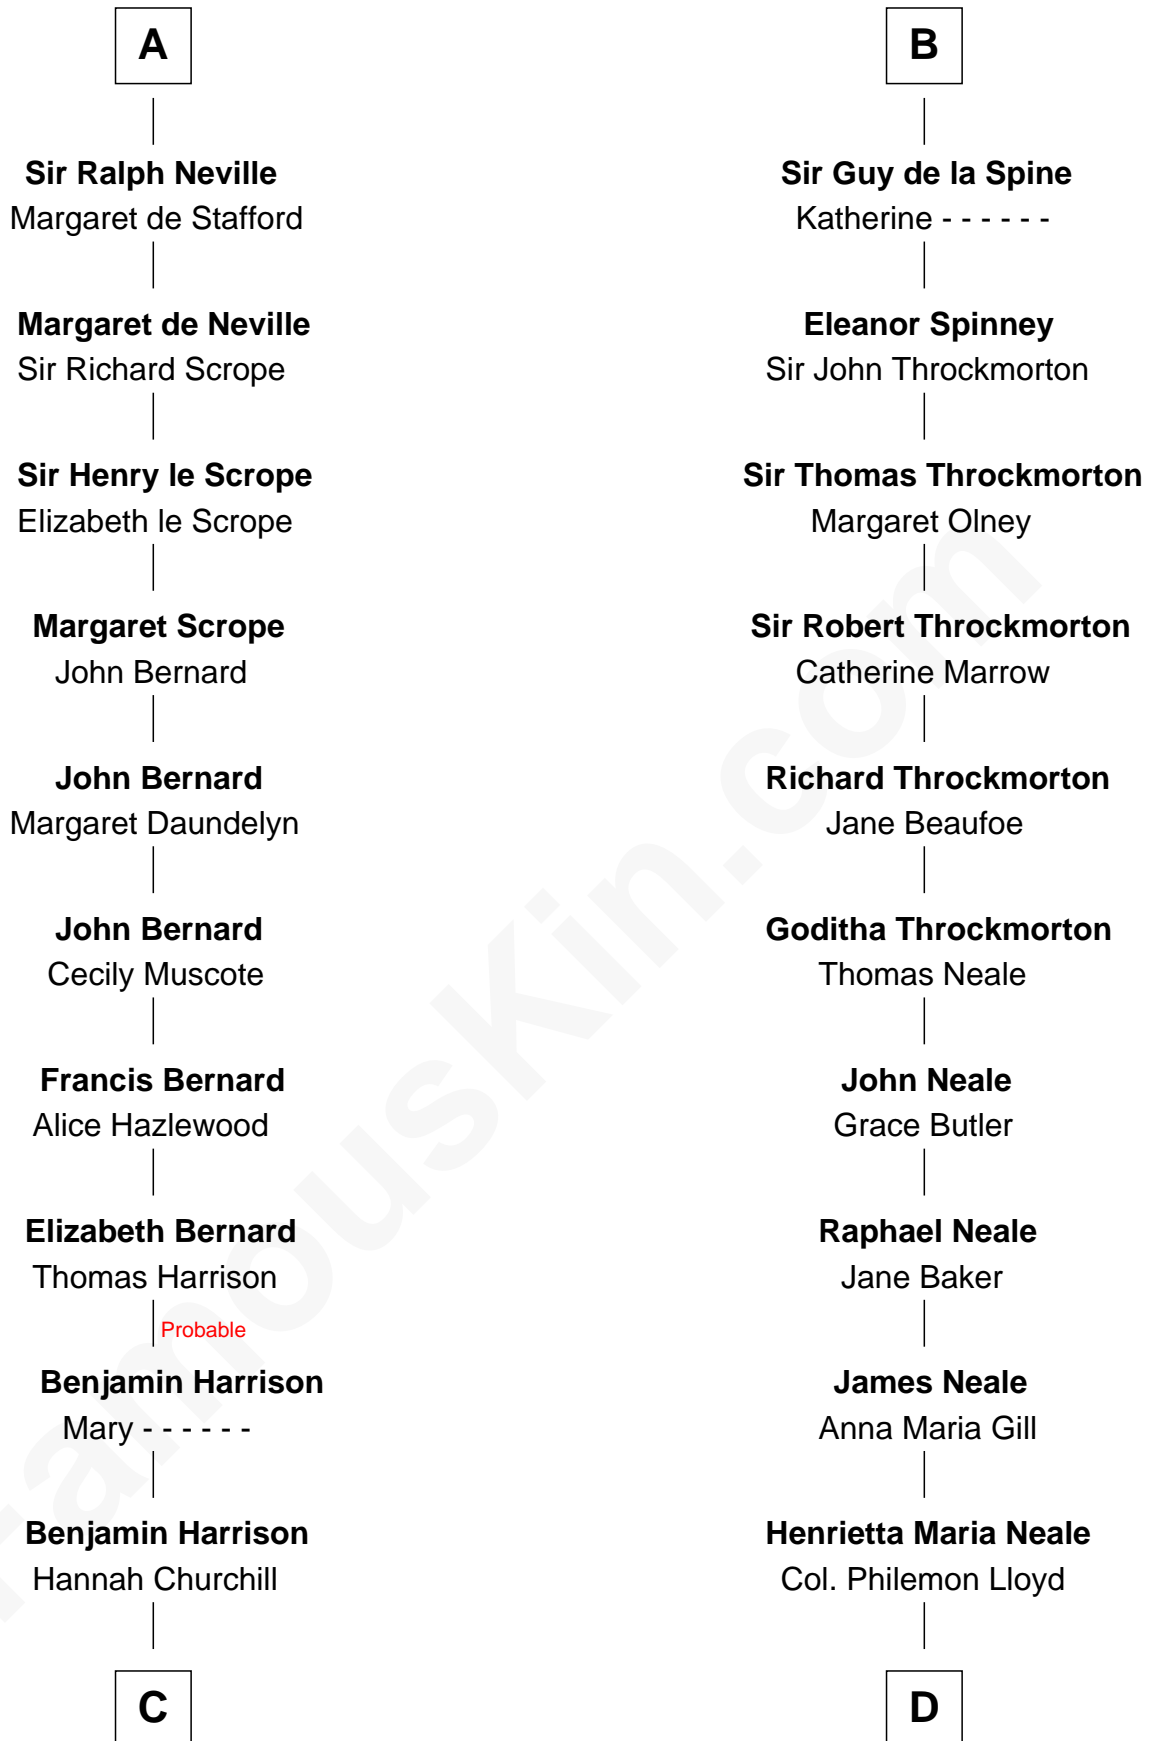 A
Sir Ralph Neville
Margaret de Stafford
Margaret de Neville
Sir Richard Scrope
Sir Henry le Scrope
Elizabeth le Scrope
Margaret Scrope
John Bernard
John Bernard
Margaret Daundelyn
John Bernard
Cecily Muscote
Francis Bernard
Alice Hazlewood
Elizabeth Bernard
Thomas Harrison
Probable
Benjamin Harrison
Mary - - - - - -
Benjamin Harrison
Hannah Churchill
C
B
Sir Guy de la Spine
Katherine - - - - - -
Eleanor Spinney
Sir John Throckmorton
Sir Thomas Throckmorton
Margaret Olney
Sir Robert Throckmorton
Catherine Marrow
Richard Throckmorton
Jane Beaufoe
Goditha Throckmorton
Thomas Neale
John Neale
Grace Butler
Raphael Neale
Jane Baker
James Neale
Anna Maria Gill
Henrietta Maria Neale
Col. Philemon Lloyd
D
FamousKin.com